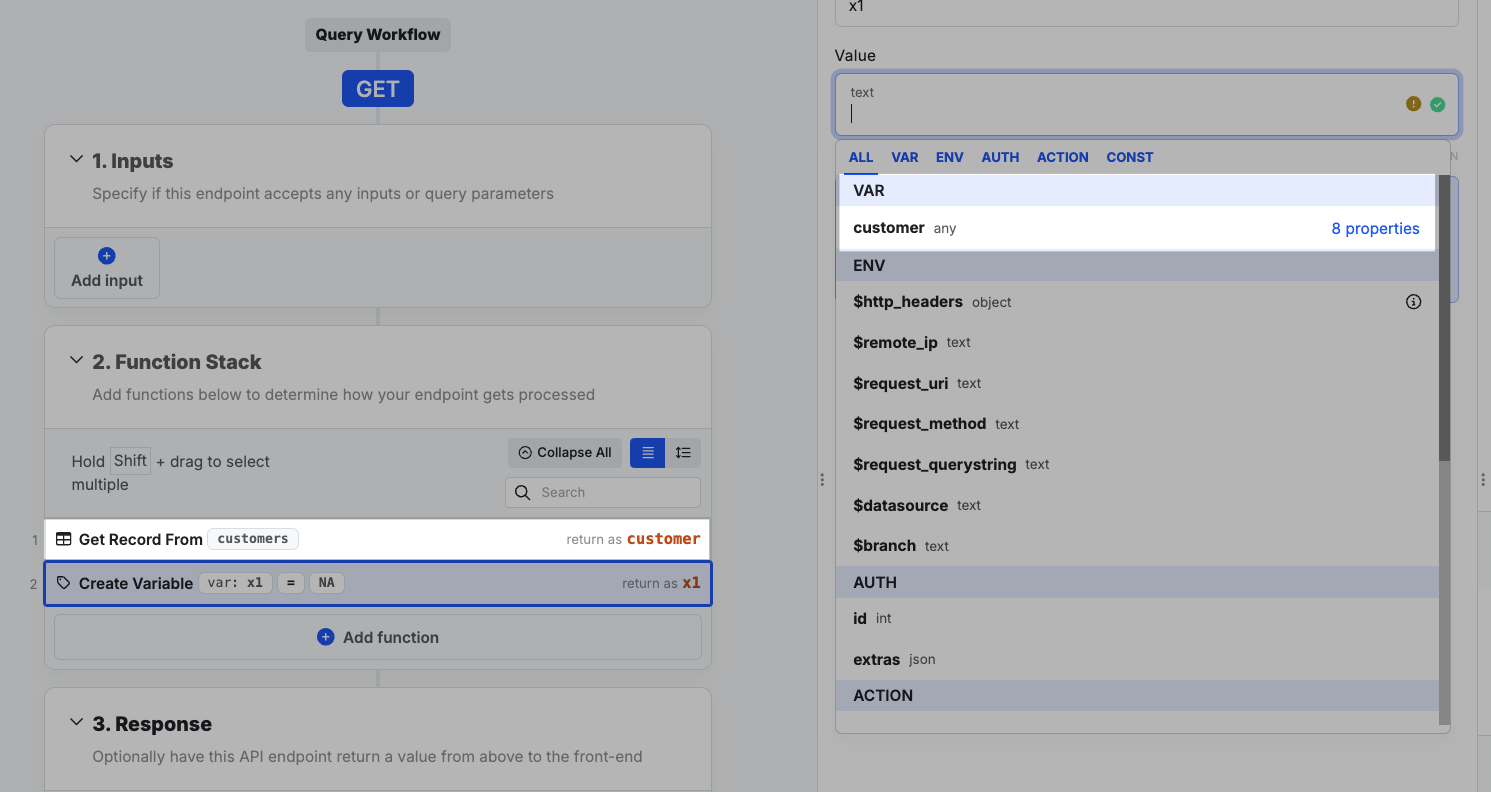 Query Workflow
GET
1. Inputs
Specify if this endpoint accepts any inputs or query parameters
Add input
2. Function Stack
Add functions below to determine how your endpoint gets processed
Hold Shift + drag to select
multiple
Collapse All
Search
1 Get Record From customers return as customer
2 Create Variable var: x1 = NA return as x1
Add function
3. Response
Optionally have this API endpoint return a value from above to the front-end
x1
Value
text
ALL VAR ENV AUTH ACTION CONST
N
VAR
customer any 8 properties
ENV
$http_headers object
$remote_ip text
$request_uri text
$request_method text
$request_querystring text
$datasource text
$branch text
AUTH
id int
extras json
ACTION